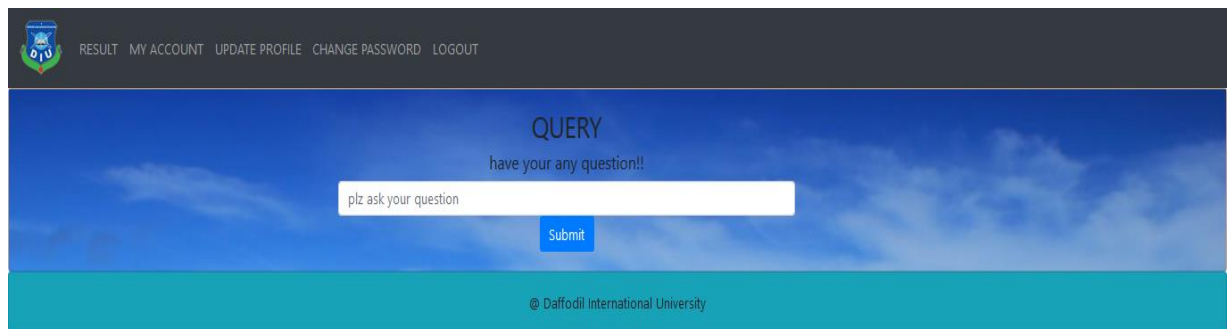 DIU
RESULT MY ACCOUNT UPDATE PROFILE CHANGE PASSWORD LOGOUT
QUERY
have your any question!!
plz ask your question
Submit
@ Daffodil International University